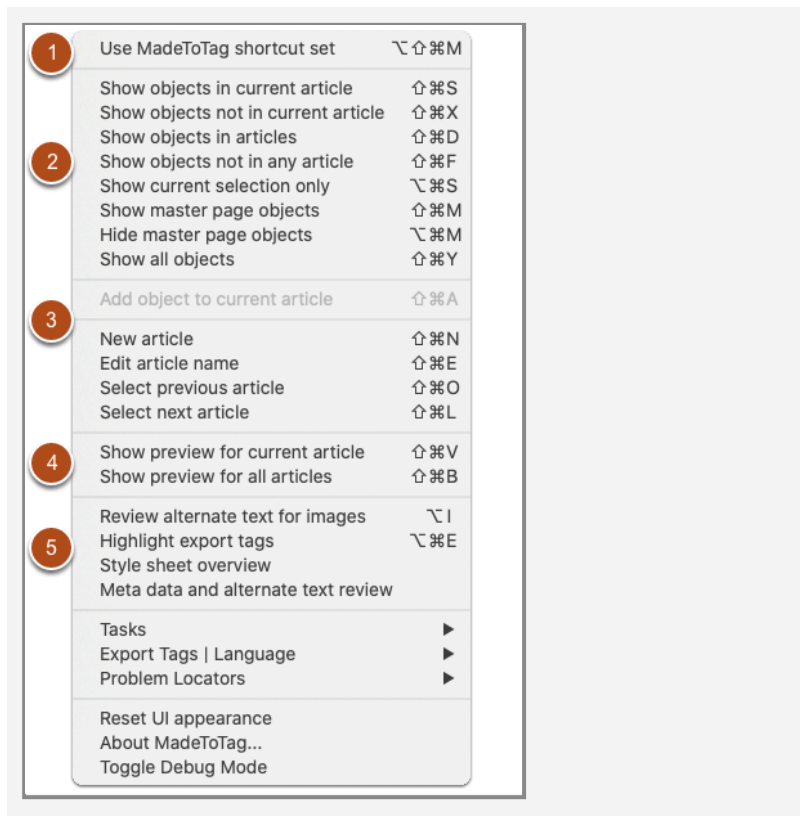 1 Use MadeToTag shortcut set ⌥⇧⌘M
Show objects in current article ⇧⌘S
Show objects not in current article ⇧⌘X
Show objects in articles ⇧⌘D
2 Show objects not in any article ⇧⌘F
Show current selection only ⌥⌘S
Show master page objects ⇧⌘M
Hide master page objects ⌥⌘M
Show all objects ⇧⌘Y
Add object to current article ⇧⌘A
3
New article ⇧⌘N
Edit article name ⇧⌘E
Select previous article ⇧⌘O
Select next article ⇧⌘L
4 Show preview for current article ⇧⌘V
Show preview for all articles ⇧⌘B
Review alternate text for images ⌥I
5 Highlight export tags ⌥⌘E
Style sheet overview
Meta data and alternate text review
Tasks ▶
Export Tags | Language ▶
Problem Locators ▶
Reset UI appearance
About MadeToTag...
Toggle Debug Mode